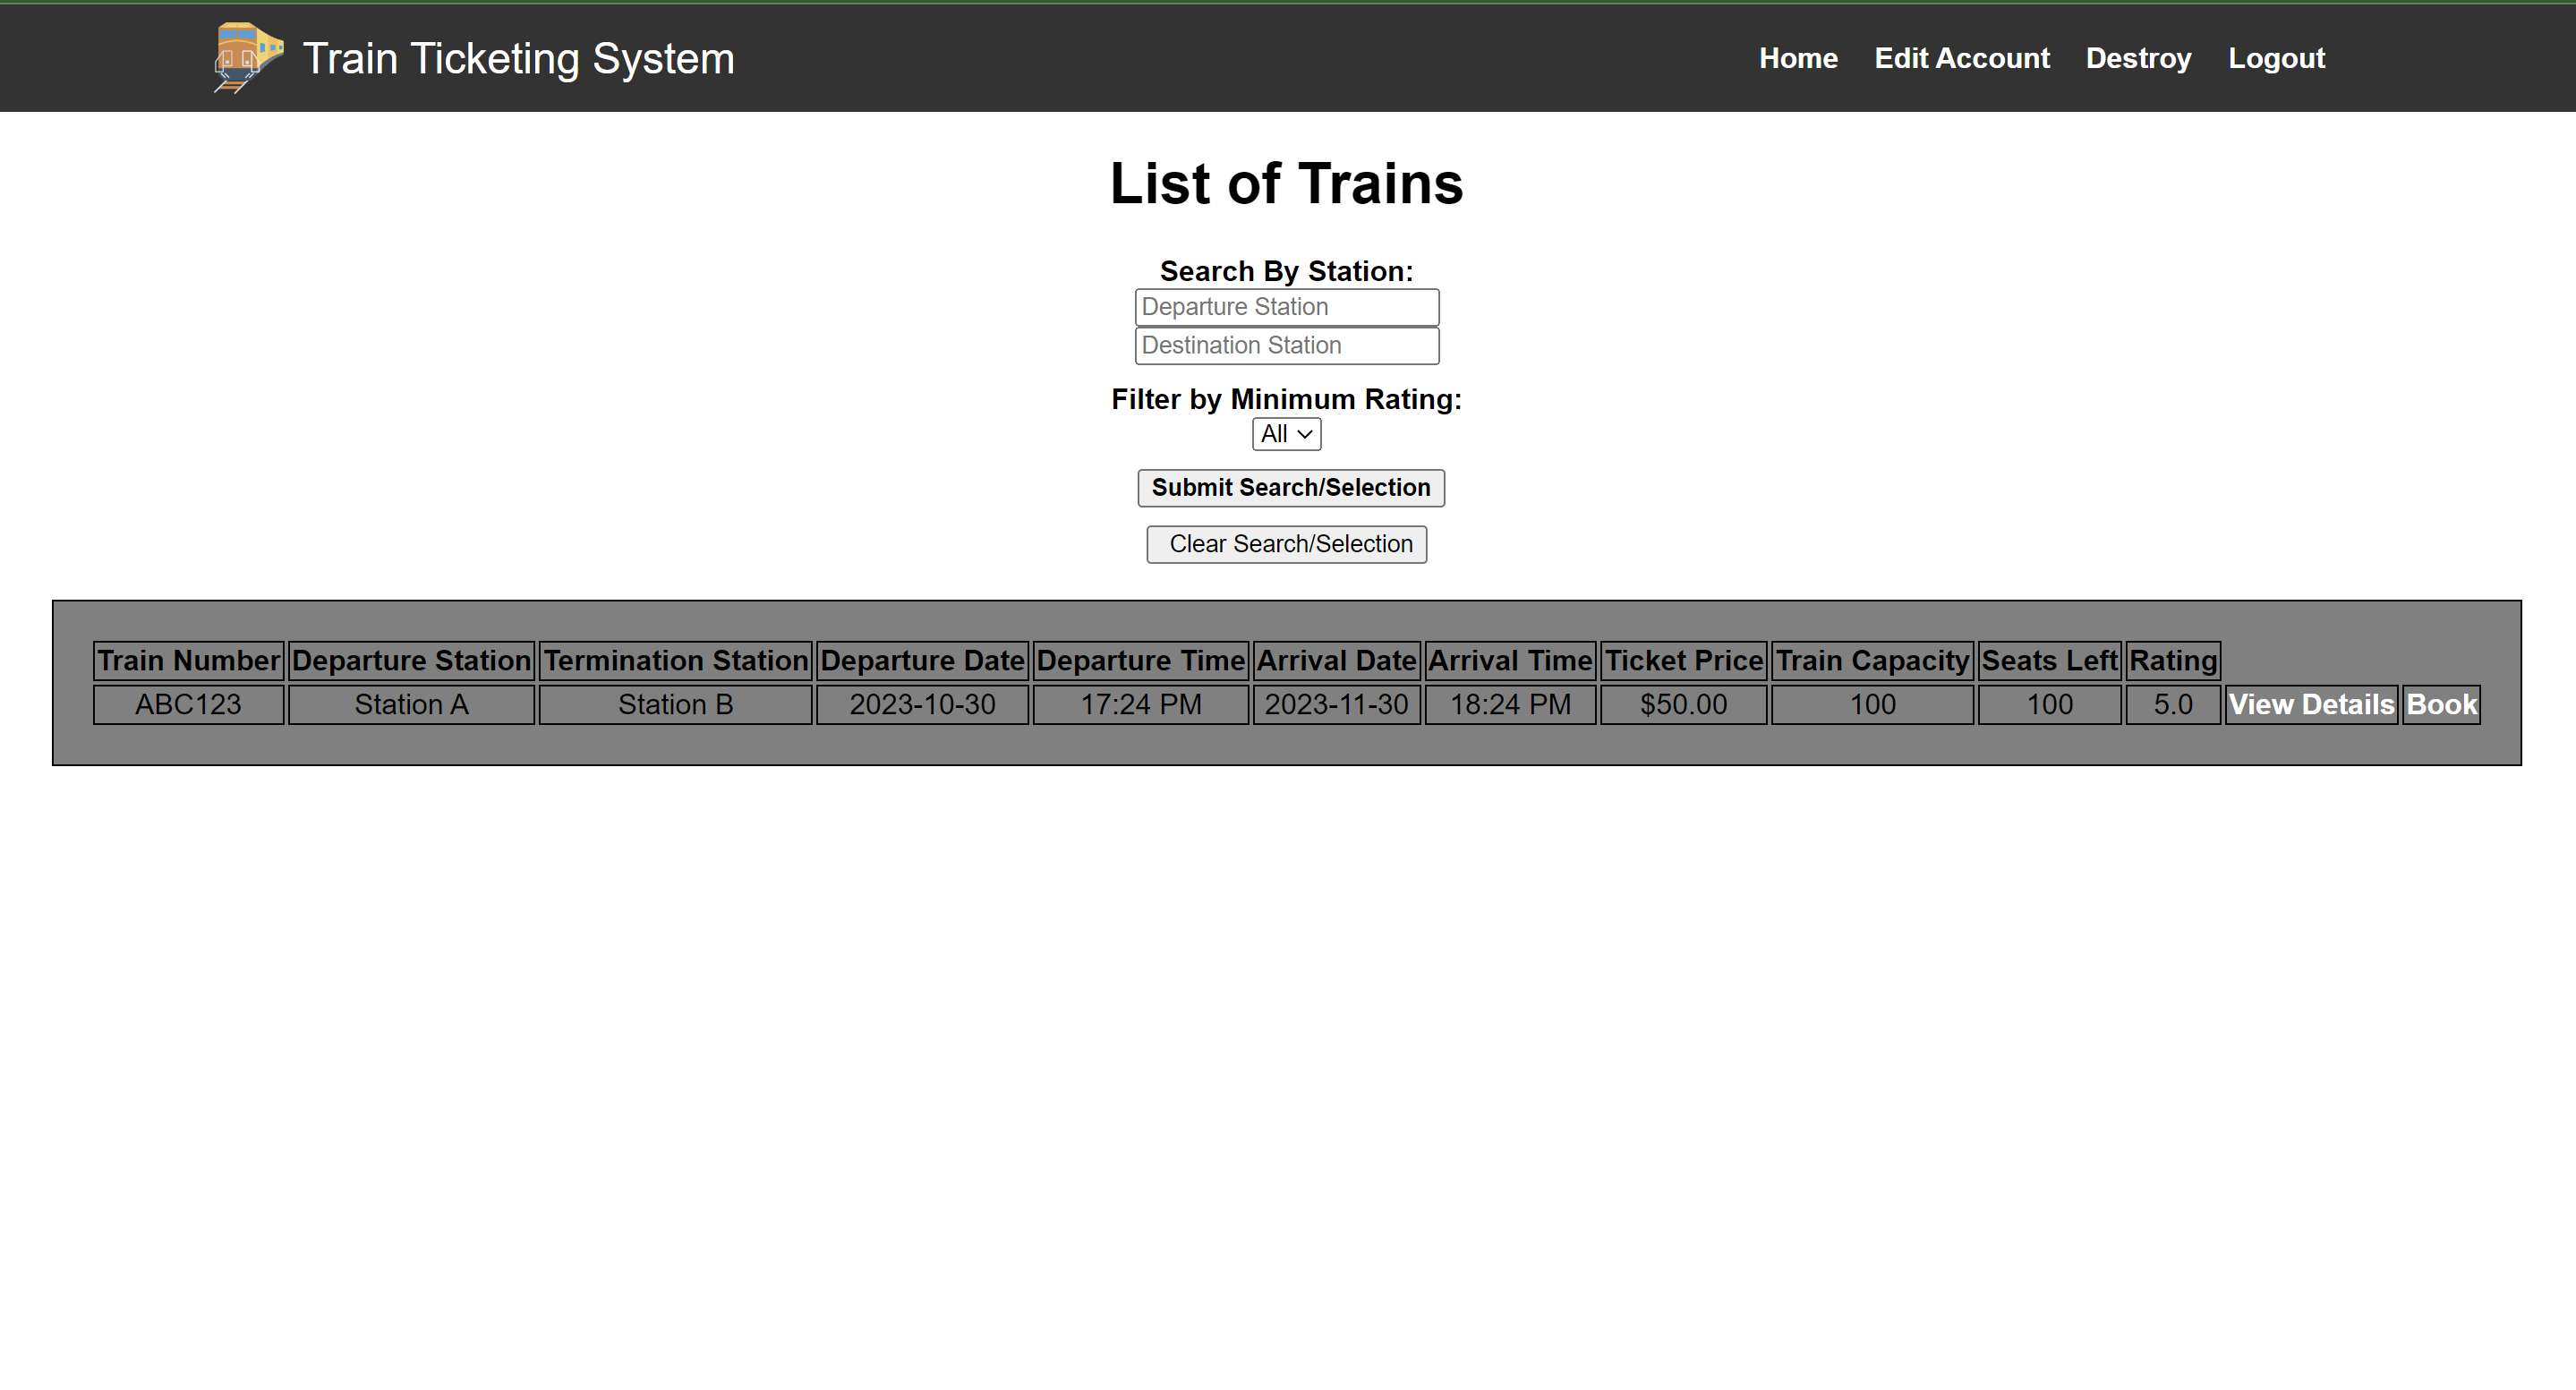 Train Ticketing System
Home Edit Account Destroy Logout
List of Trains
Search By Station:
Departure Station
Destination Station
Filter by Minimum Rating:
All
Submit Search/Selection
Clear Search/Selection
Train Number Departure Station Termination Station Departure Date Departure Time Arrival Date Arrival Time Ticket Price Train Capacity Seats Left Rating
ABC123 Station A Station B 2023-10-30 17:24 PM 2023-11-30 18:24 PM $50.00 100 100 5.0 View Details Book